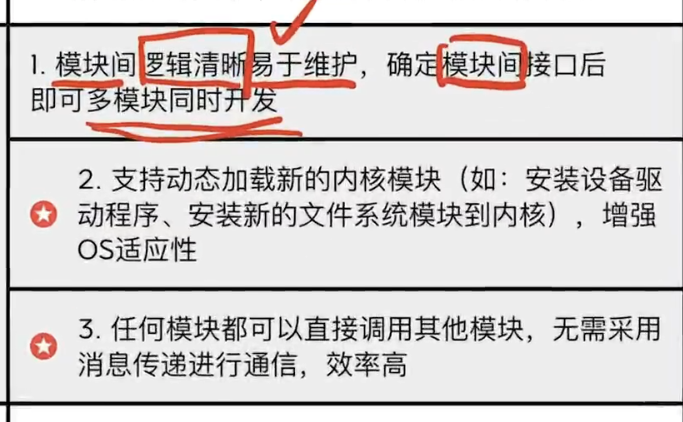 1. 模块间逻辑清晰易于维护，确定模块间接口后
即可多模块同时开发
2. 支持动态加载新的内核模块（如：安装设备驱
动程序、安装新的文件系统模块到内核），增强
OS适应性
3. 任何模块都可以直接调用其他模块，无需采用
消息传递进行通信，效率高